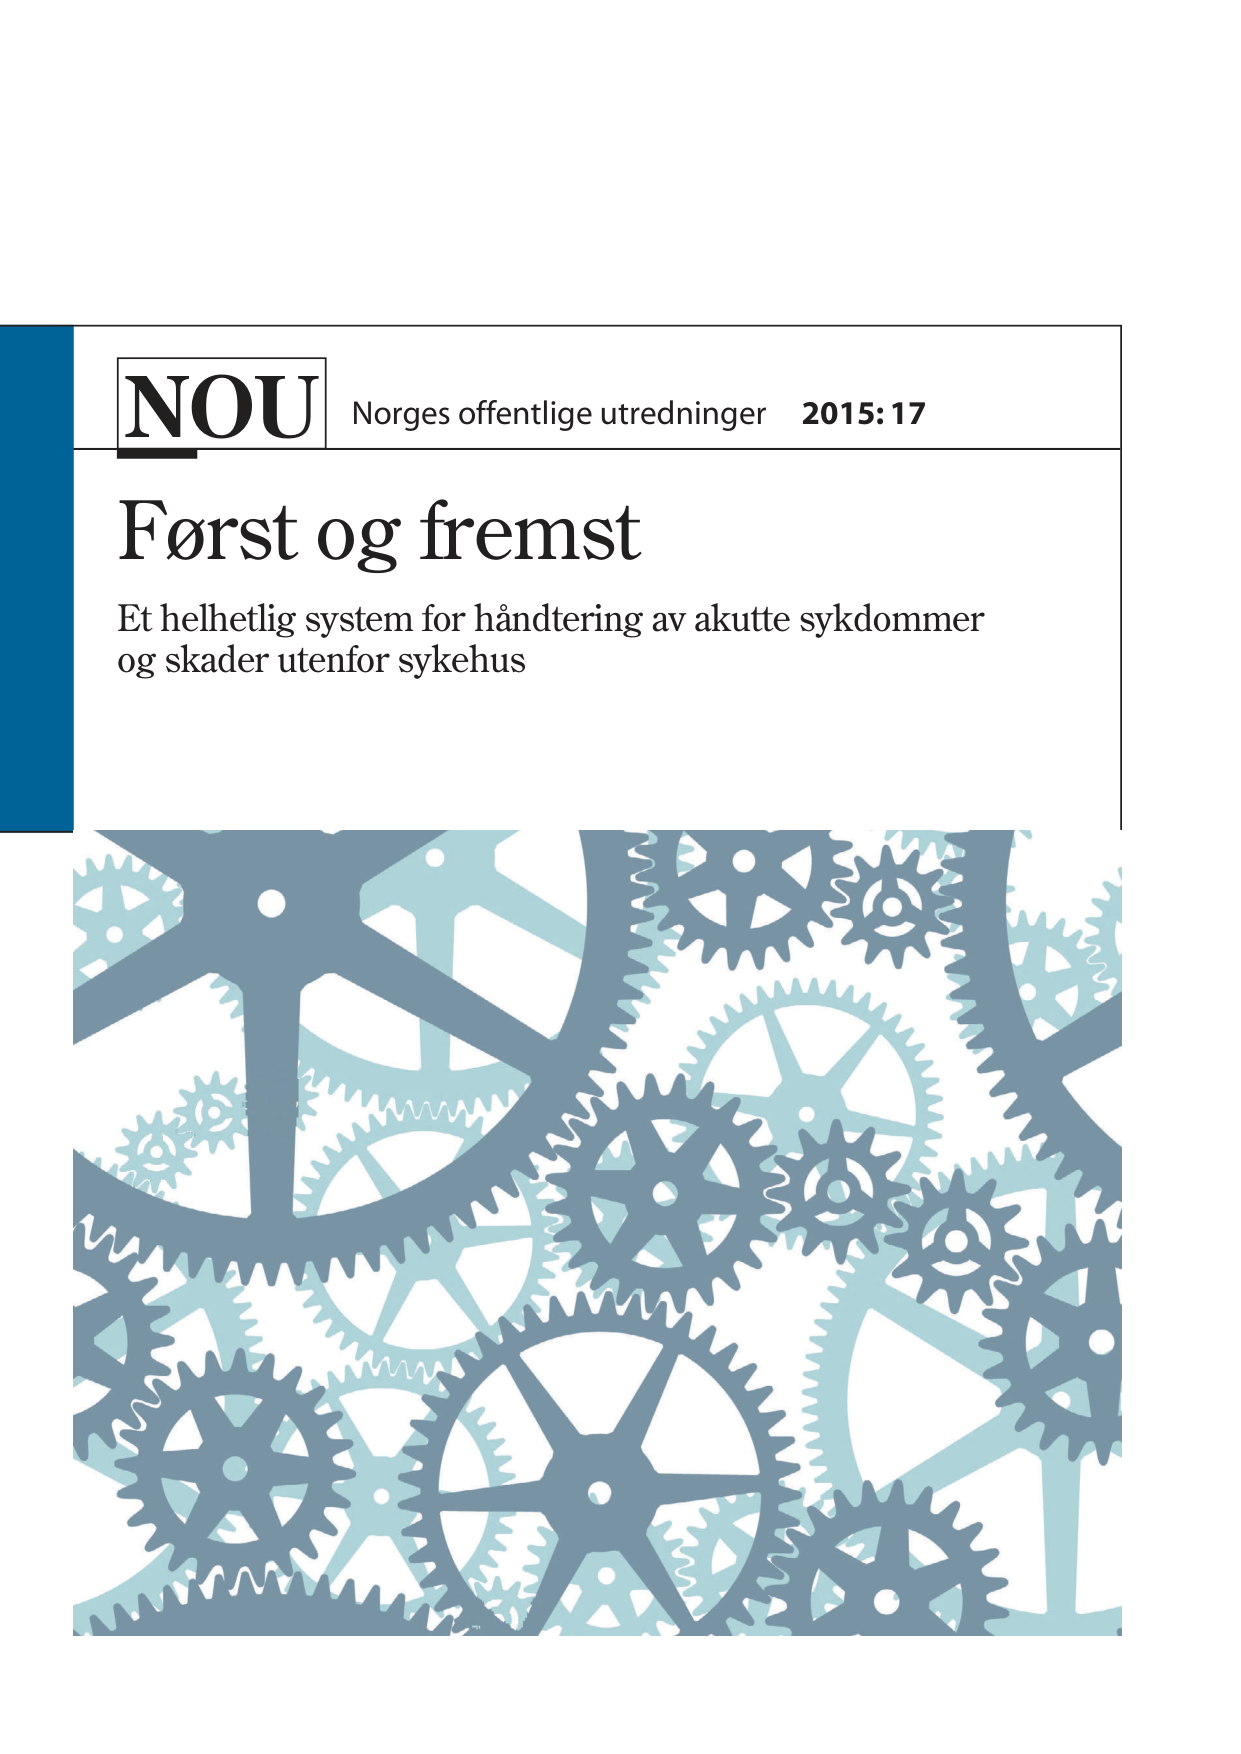 NOU
Norges offentlige utredninger 2015: 17
Først og fremst
Et helhetlig system for håndtering av akutte sykdommer
og skader utenfor sykehus